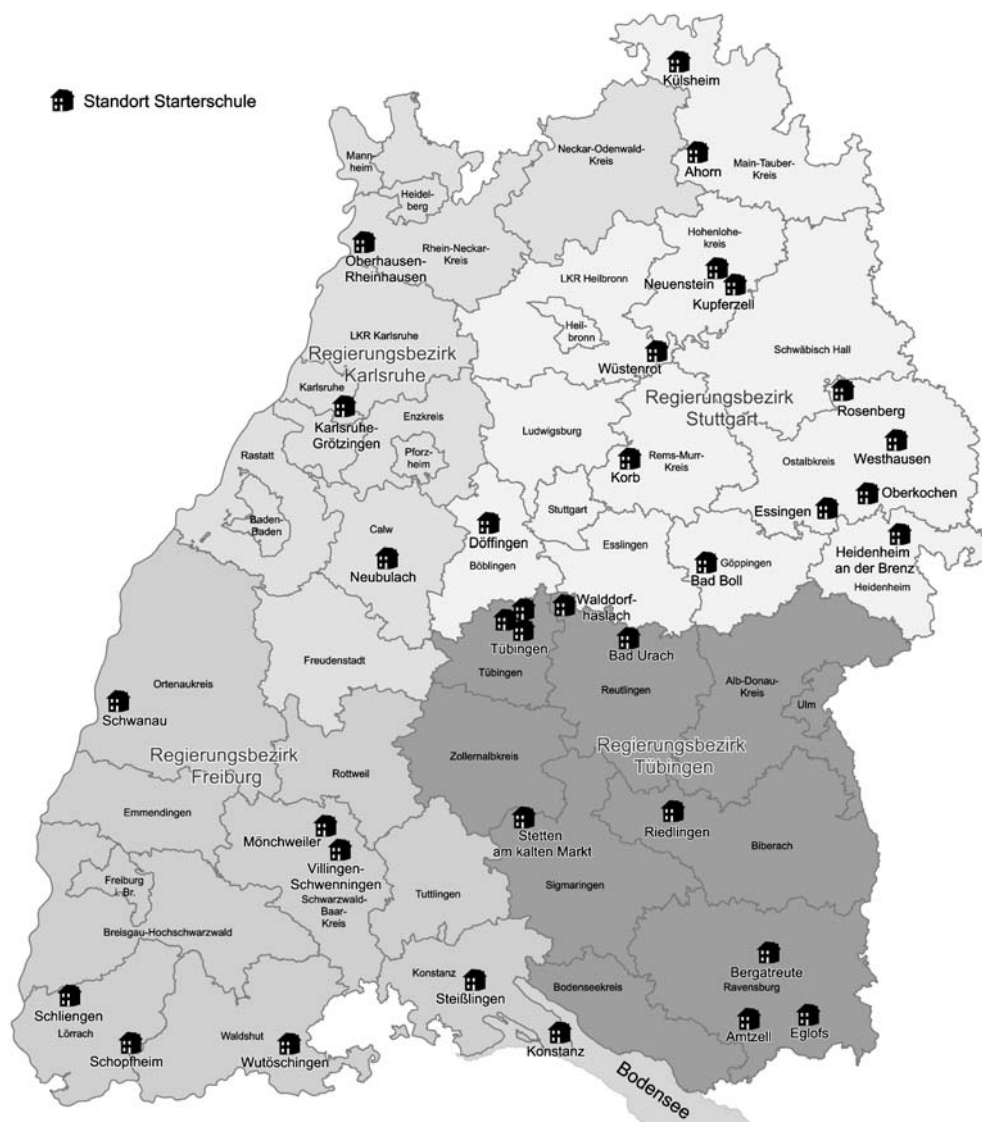 Standort Starterschule
Külsheim
Mann-
heim
Neckar-Odenwald-
Kreis
Ahorn
Main-Tauber-
Kreis
Heidel-
berg
Hohenlohe-
kreis
Oberhausen-
Rheinhausen
Rhein-Neckar-
Kreis
LKR Heilbronn
Neuenstein
Kupferzell
Heil-
bronn
LKR Karlsruhe
Regierungsbezirk
Karlsruhe
Wüstenrot
Schwäbisch Hall
Karlsruhe
Regierungsbezirk
Stuttgart
Rosenberg
Karlsruhe-
Grötzingen
Enzkreis
Ludwigsburg
Rastatt
Pforz-
heim
Korb
Rems-Murr-
Kreis
Ostalbkreis
Westhausen
Oberkochen
Essingen
Stuttgart
Baden-
Baden
Calw
Döffingen
Esslingen
Neubulach
Böblingen
Bad Boll
Göppingen
Heidenheim
an der Brenz
Heidenheim
Walddorf-
haslach
Tübingen
Bad Urach
Freudenstadt
Tübingen
Reutlingen
Alb-Donau-
Kreis
Ulm
Ortenaukreis
Schwanau
Regierungsbezirk
Freiburg
Rottweil
Zollernalbkreis
Regierungsbezirk
Tübingen
Emmendingen
Mönchweiler
Villingen-
Schwenningen
Schwarzwald-
Baar-
Kreis
Stetten
am kalten Markt
Riedlingen
Biberach
Freiburg
i. Br.
Tuttlingen
Sigmaringen
Breisgau-Hochschwarzwald
Konstanz
Steißlingen
Bodenseekreis
Bergatreute
Ravensburg
Schliengen
Lörrach
Schopfheim
Waldshut
Wutöschingen
Konstanz
Amtzell
Eglofs
Bodensee